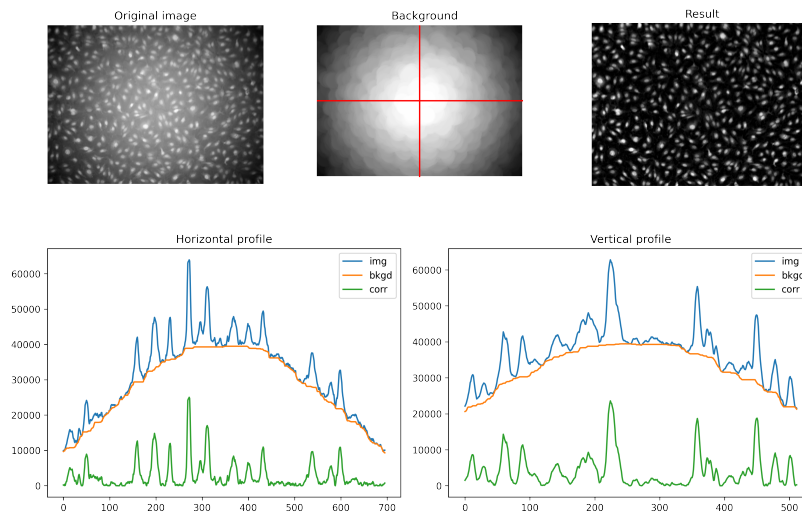 Original image
Background
Result
Horizontal profile
60000
50000
40000
30000
20000
10000
0
img
bkgd
corr
0 100 200 300 400 500 600 700
Vertical profile
60000
50000
40000
30000
20000
10000
0
img
bkgd
corr
0 100 200 300 400 500